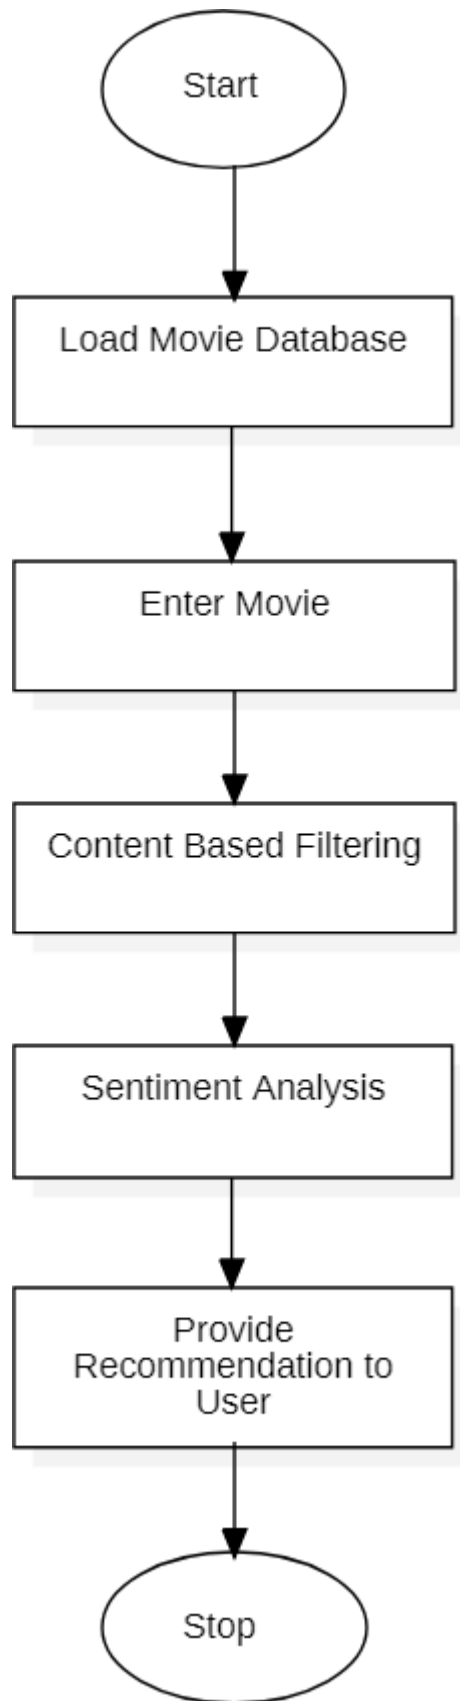 Start
Load Movie Database
Enter Movie
Content Based Filtering
Sentiment Analysis
Provide
Recommendation to
User
Stop